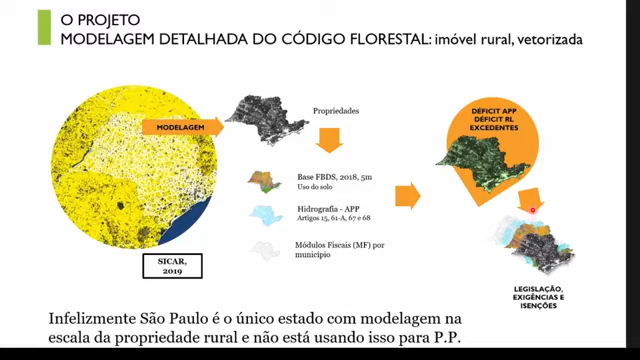 O PROJETO
MODELAGEM DETALHADA DO CÓDIGO FLORESTAL: imóvel rural, vetorizada
MODELAGEM
Propriedades
SICAR,
2019
Base FBDS, 2018, 5m
Uso do solo
Hidrografia - APP
Artigos 15, 61-A, 67 e 68
Módulos Fiscais (MF) por
município
DÉFICIT APP
DÉFICIT RL
EXCEDENTES
LEGISLAÇÃO,
EXIGÊNCIAS E
ISENÇÕES
Infelizmente São Paulo é o único estado com modelagem na
escala da propriedade rural e não está usando isso para P.P.